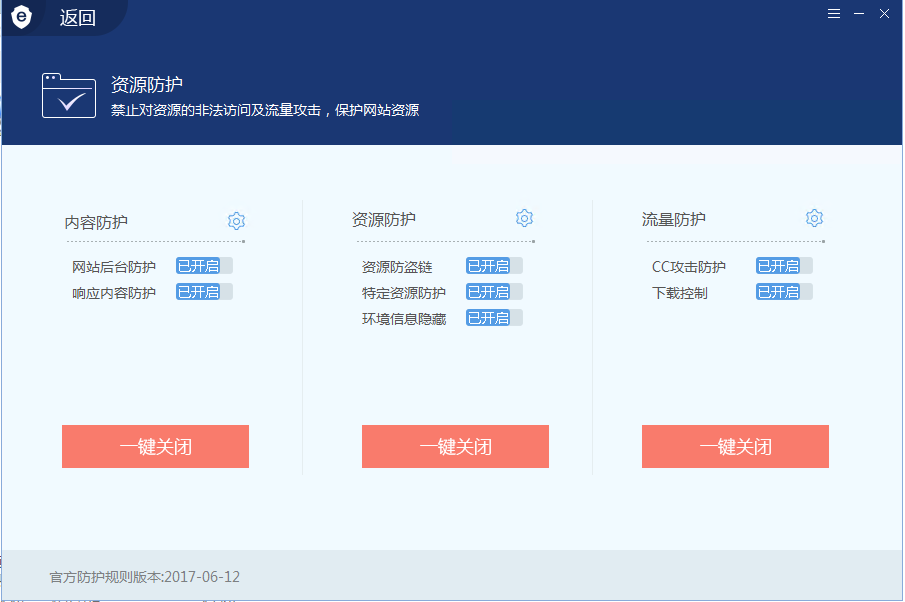 返回
资源防护
禁止对资源的非法访问及流量攻击，保护网站资源
内容防护
网站后台防护 已开启
响应内容防护 已开启
一键关闭
资源防护
资源防盗链 已开启
特定资源防护 已开启
环境信息隐藏 已开启
一键关闭
流量防护
CC攻击防护 已开启
下载控制 已开启
一键关闭
官方防护规则版本:2017-06-12